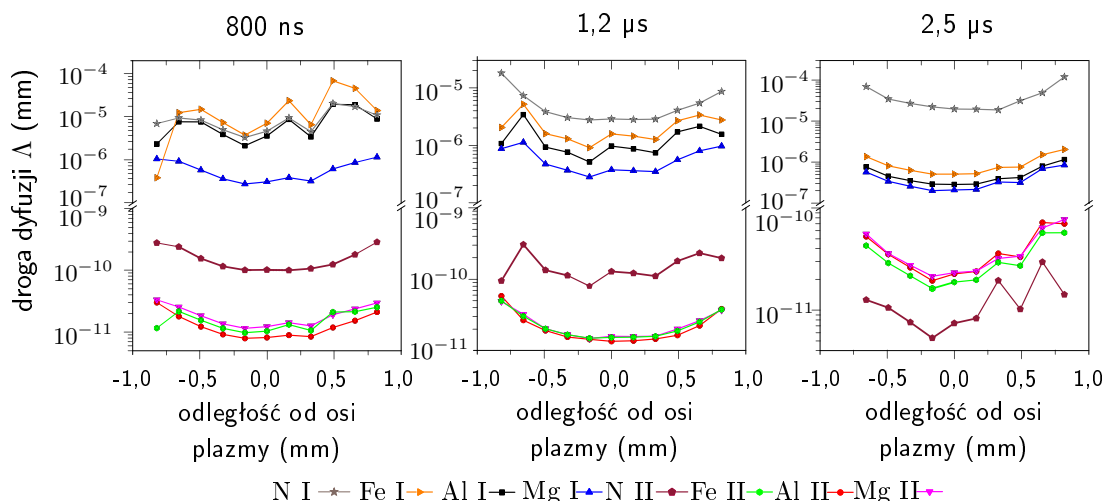 800 ns
1,2 µs
2,5 µs
droga dyfuzji Λ (mm)
10⁻⁴
10⁻⁵
10⁻⁶
10⁻⁷
10⁻⁹
10⁻¹⁰
10⁻¹¹
10⁻⁵
10⁻⁶
10⁻⁷
10⁻⁹
10⁻¹⁰
10⁻¹¹
10⁻⁴
10⁻⁵
10⁻⁶
10⁻⁷
10⁻¹⁰
10⁻¹¹
-1,0 -0,5 0,0 0,5 1,0
-1,0 -0,5 0,0 0,5 1,0
-1,0 -0,5 0,0 0,5 1,0
odległość od osi
plazmy (mm)
odległość od osi
plazmy (mm)
odległość od osi
plazmy (mm)
N I Fe I Al I Mg I N II Fe II Al II Mg II